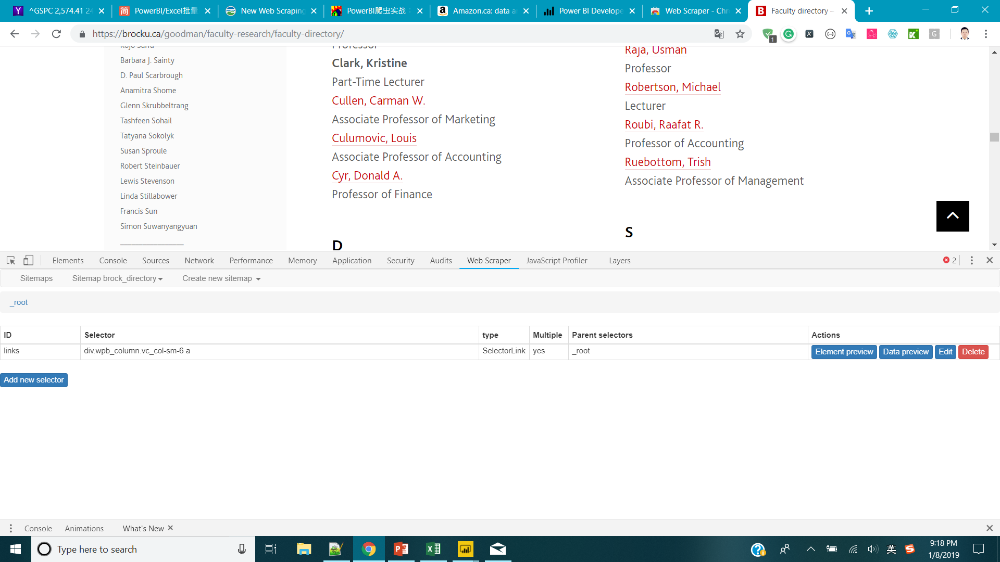 ^GSPC 2,574.41 24
PowerBI/Excel批量
New Web Scraping
PowerBI爬虫实战
Amazon.ca: data a
Power BI Develope
Web Scraper - Chr
Faculty directory –
https://brocku.ca/goodman/faculty-research/faculty-directory/
1
Kojo Saffu
Barbara J. Sainty
D. Paul Scarbrough
Anamitra Shome
Glenn Skrubbeltrang
Tashfeen Sohail
Tatyana Sokolyk
Susan Sproule
Robert Steinbauer
Lewis Stevenson
Linda Stillabower
Francis Sun
Simon Suwanyangyuan
Professor
Clark, Kristine
Part-Time Lecturer
Cullen, Carman W.
Associate Professor of Marketing
Culumovic, Louis
Associate Professor of Accounting
Cyr, Donald A.
Professor of Finance
D
Raja, Usman
Professor
Robertson, Michael
Lecturer
Roubi, Raafat R.
Professor of Accounting
Ruebottom, Trish
Associate Professor of Management
S
Elements Console Sources Network Performance Memory Application Security Audits Web Scraper JavaScript Profiler Layers 2
Sitemaps Sitemap brock_directory Create new sitemap
_root
ID Selector type Multiple Parent selectors Actions
links div.wpb_column.vc_col-sm-6 a SelectorLink yes _root Element preview Data preview Edit Delete
Add new selector
Console Animations What's New
Type here to search
英
9:18 PM
1/8/2019